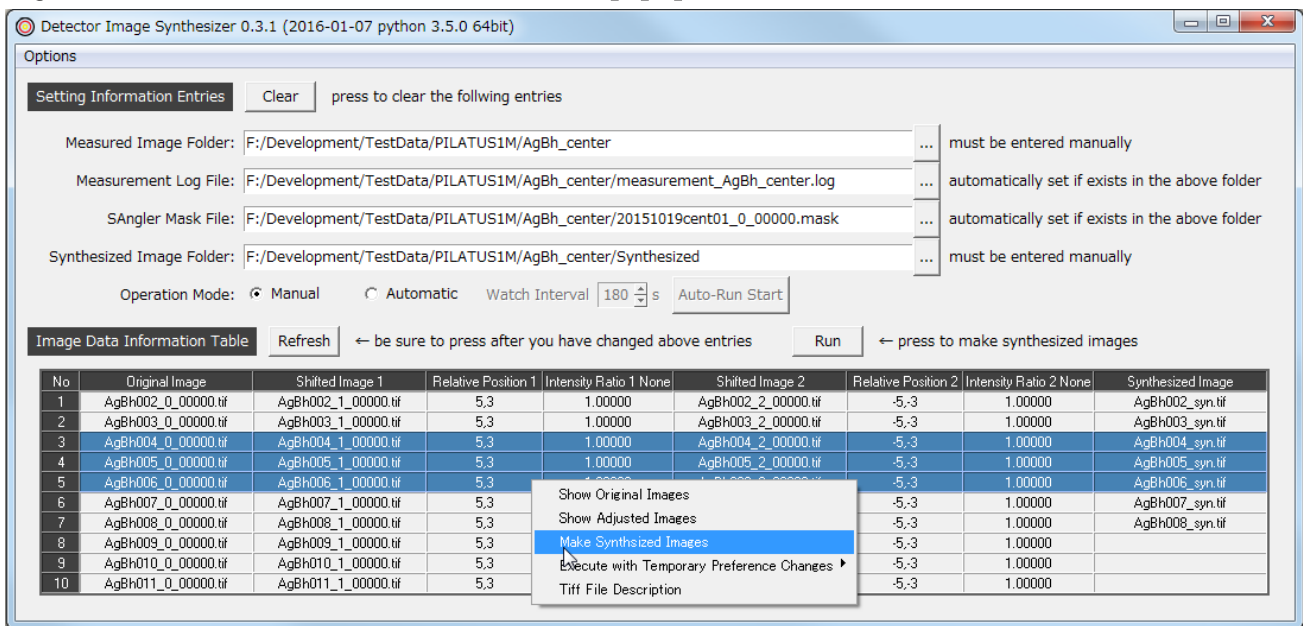 Detector Image Synthesizer 0.3.1 (2016-01-07 python 3.5.0 64bit)
Options
Setting Information Entries Clear press to clear the follwing entries
Measured Image Folder: F:/Development/TestData/PILATUS1M/AgBh_center ... must be entered manually
Measurement Log File: F:/Development/TestData/PILATUS1M/AgBh_center/measurement_AgBh_center.log ... automatically set if exists in the above folder
SAngler Mask File: F:/Development/TestData/PILATUS1M/AgBh_center/20151019cent01_0_00000.mask ... automatically set if exists in the above folder
Synthesized Image Folder: F:/Development/TestData/PILATUS1M/AgBh_center/Synthesized ... must be entered manually
Operation Mode: Manual Automatic Watch Interval 180 s Auto-Run Start
Image Data Information Table Refresh ← be sure to press after you have changed above entries Run ← press to make synthesized images
No Original Image Shifted Image 1 Relative Position 1 Intensity Ratio 1 None Shifted Image 2 Relative Position 2 Intensity Ratio 2 None Synthesized Image
1 AgBh002_0_00000.tif AgBh002_1_00000.tif 5,3 1.00000 AgBh002_2_00000.tif -5,-3 1.00000 AgBh002_syn.tif
2 AgBh003_0_00000.tif AgBh003_1_00000.tif 5,3 1.00000 AgBh003_2_00000.tif -5,-3 1.00000 AgBh003_syn.tif
3 AgBh004_0_00000.tif AgBh004_1_00000.tif 5,3 1.00000 AgBh004_2_00000.tif -5,-3 1.00000 AgBh004_syn.tif
4 AgBh005_0_00000.tif AgBh005_1_00000.tif 5,3 1.00000 AgBh005_2_00000.tif -5,-3 1.00000 AgBh005_syn.tif
5 AgBh006_0_00000.tif AgBh006_1_00000.tif 5,3 -5,-3 1.00000 AgBh006_syn.tif
6 AgBh007_0_00000.tif AgBh007_1_00000.tif 5,3 -5,-3 1.00000 AgBh007_syn.tif
7 AgBh008_0_00000.tif AgBh008_1_00000.tif 5,3 -5,-3 1.00000 AgBh008_syn.tif
8 AgBh009_0_00000.tif AgBh009_1_00000.tif 5,3 -5,-3 1.00000
9 AgBh010_0_00000.tif AgBh010_1_00000.tif 5,3 -5,-3 1.00000
10 AgBh011_0_00000.tif AgBh011_1_00000.tif 5,3 -5,-3 1.00000
Show Original Images
Show Adjusted Images
Make Synthsized Images
Execute with Temporary Preference Changes
Tiff File Description